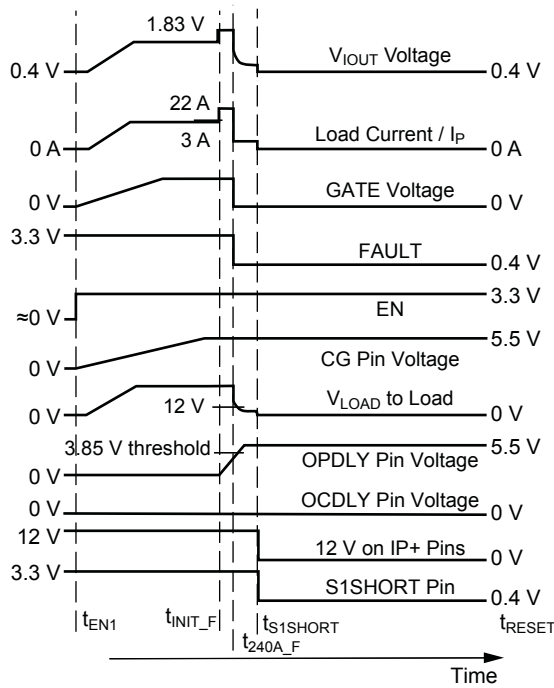 1.83 V
0.4 V
V_IOUT Voltage
0.4 V
22 A
3 A
0 A
Load Current / I_P
0 A
0 V
GATE Voltage
0 V
3.3 V
FAULT
0.4 V
≈0 V
EN
3.3 V
0 V
CG Pin Voltage
5.5 V
0 V
12 V
V_LOAD to Load
0 V
3.85 V threshold
0 V
OPDLY Pin Voltage
5.5 V
0 V
OCDLY Pin Voltage
0 V
12 V
12 V on IP+ Pins
0 V
3.3 V
S1SHORT Pin
0.4 V
t_EN1
t_INIT_F
t_240A_F
t_S1SHORT
t_RESET
Time